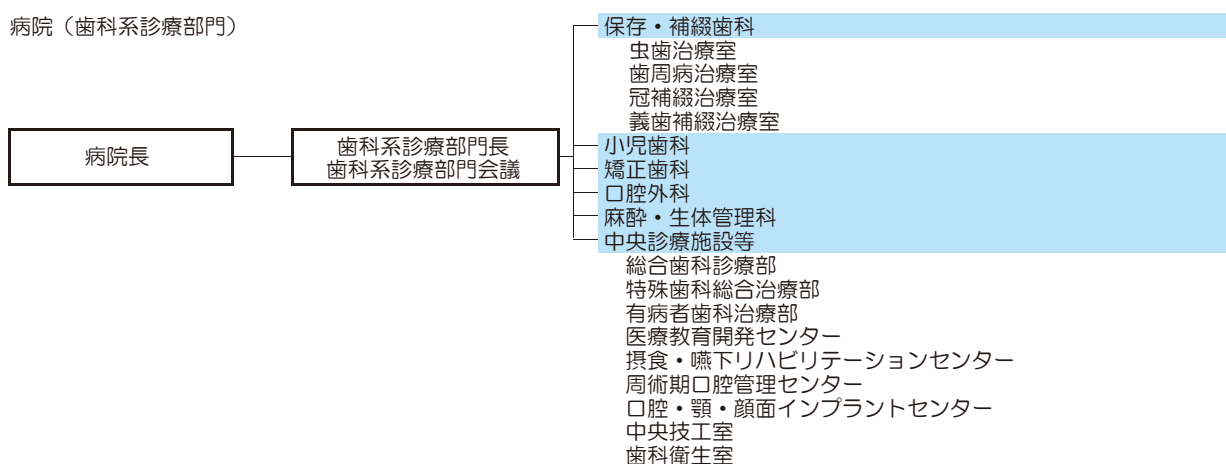 病院（歯科系診療部門）
病院長
歯科系診療部門長
歯科系診療部門会議
保存・補綴歯科
虫歯治療室
歯周病治療室
冠補綴治療室
義歯補綴治療室
小児歯科
矯正歯科
口腔外科
麻酔・生体管理科
中央診療施設等
総合歯科診療部
特殊歯科総合治療部
有病者歯科治療部
医療教育開発センター
摂食・嚥下リハビリテーションセンター
周術期口腔管理センター
口腔・顎・顔面インプラントセンター
中央技工室
歯科衛生室